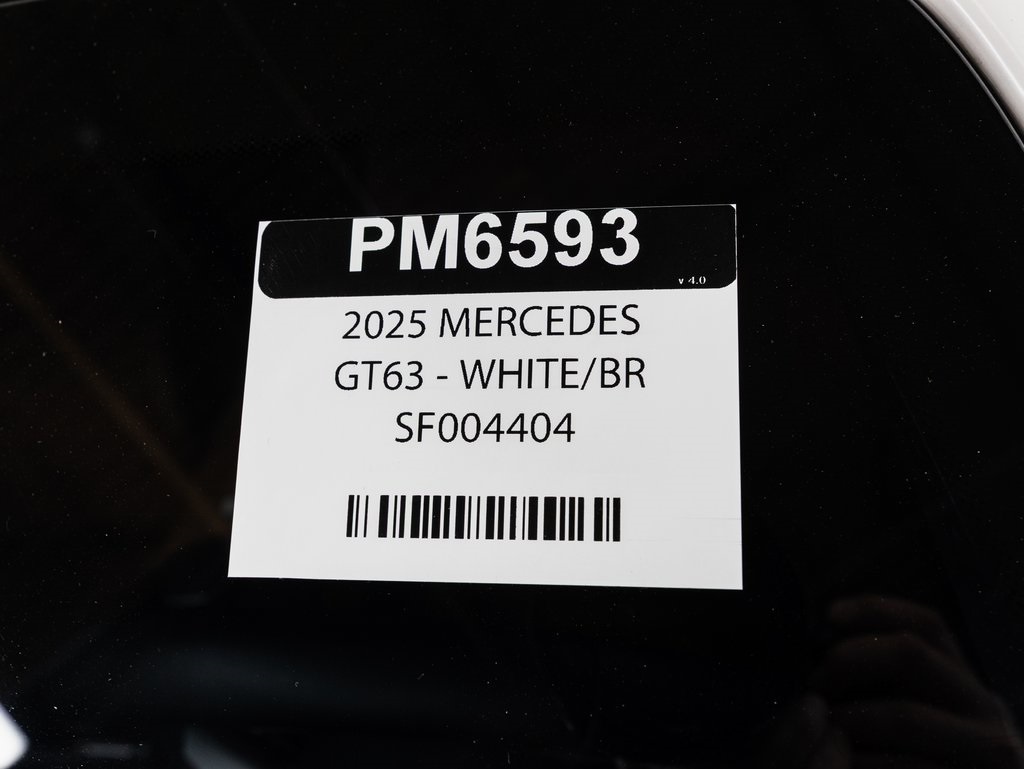 PM6593
v 4.0
2025 MERCEDES
GT63 - WHITE/BR
SF004404